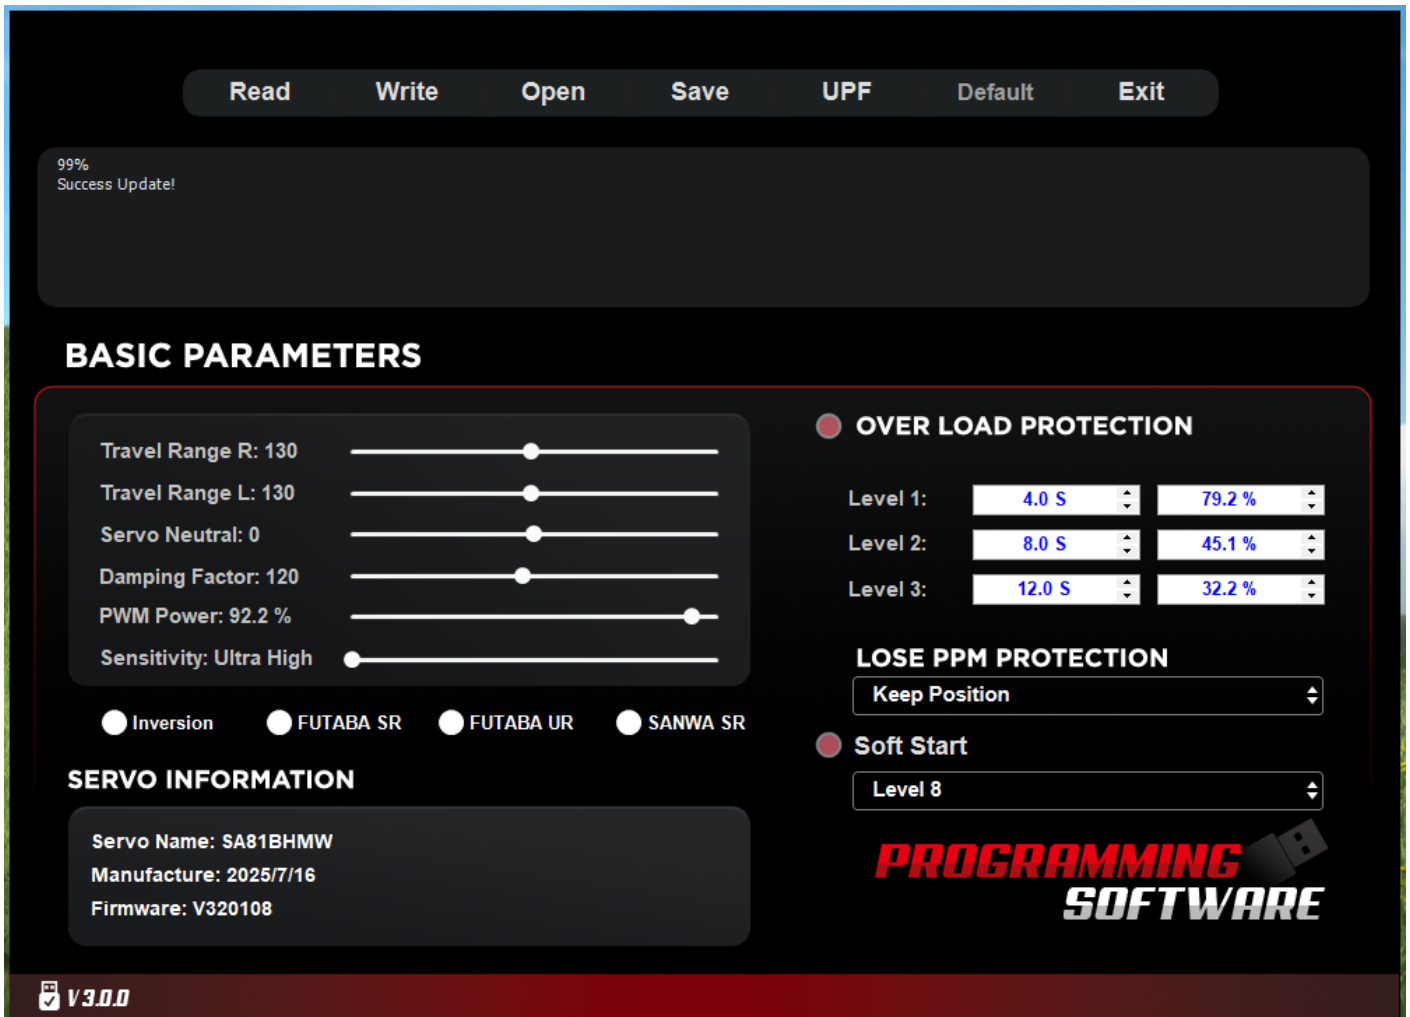 Read Write Open Save UPF Default Exit
99%
Success Update!
BASIC PARAMETERS
Travel Range R: 130
Travel Range L: 130
Servo Neutral: 0
Damping Factor: 120
PWM Power: 92.2 %
Sensitivity: Ultra High
Inversion FUTABA SR FUTABA UR SANWA SR
SERVO INFORMATION
Servo Name: SA81BHMW
Manufacture: 2025/7/16
Firmware: V320108
OVER LOAD PROTECTION
Level 1: 4.0 S 79.2 %
Level 2: 8.0 S 45.1 %
Level 3: 12.0 S 32.2 %
LOSE PPM PROTECTION
Keep Position
Soft Start
Level 8
PROGRAMMING
SOFTWARE
V 3.0.0